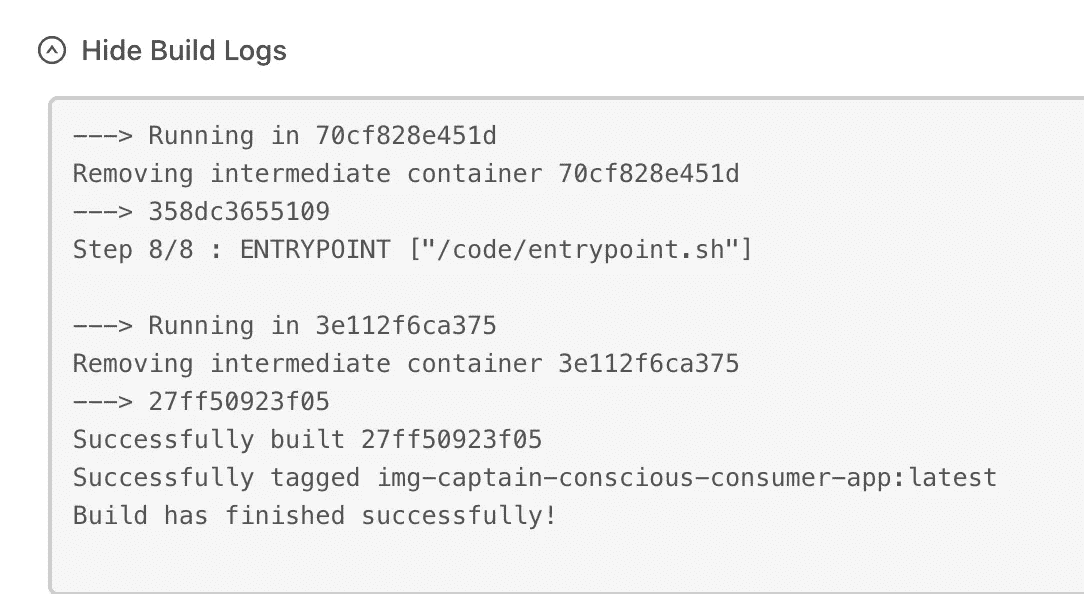 Hide Build Logs
---> Running in 70cf828e451d
Removing intermediate container 70cf828e451d
---> 358dc3655109
Step 8/8 : ENTRYPOINT ["/code/entrypoint.sh"]
---> Running in 3e112f6ca375
Removing intermediate container 3e112f6ca375
---> 27ff50923f05
Successfully built 27ff50923f05
Successfully tagged img-captain-conscious-consumer-app:latest
Build has finished successfully!